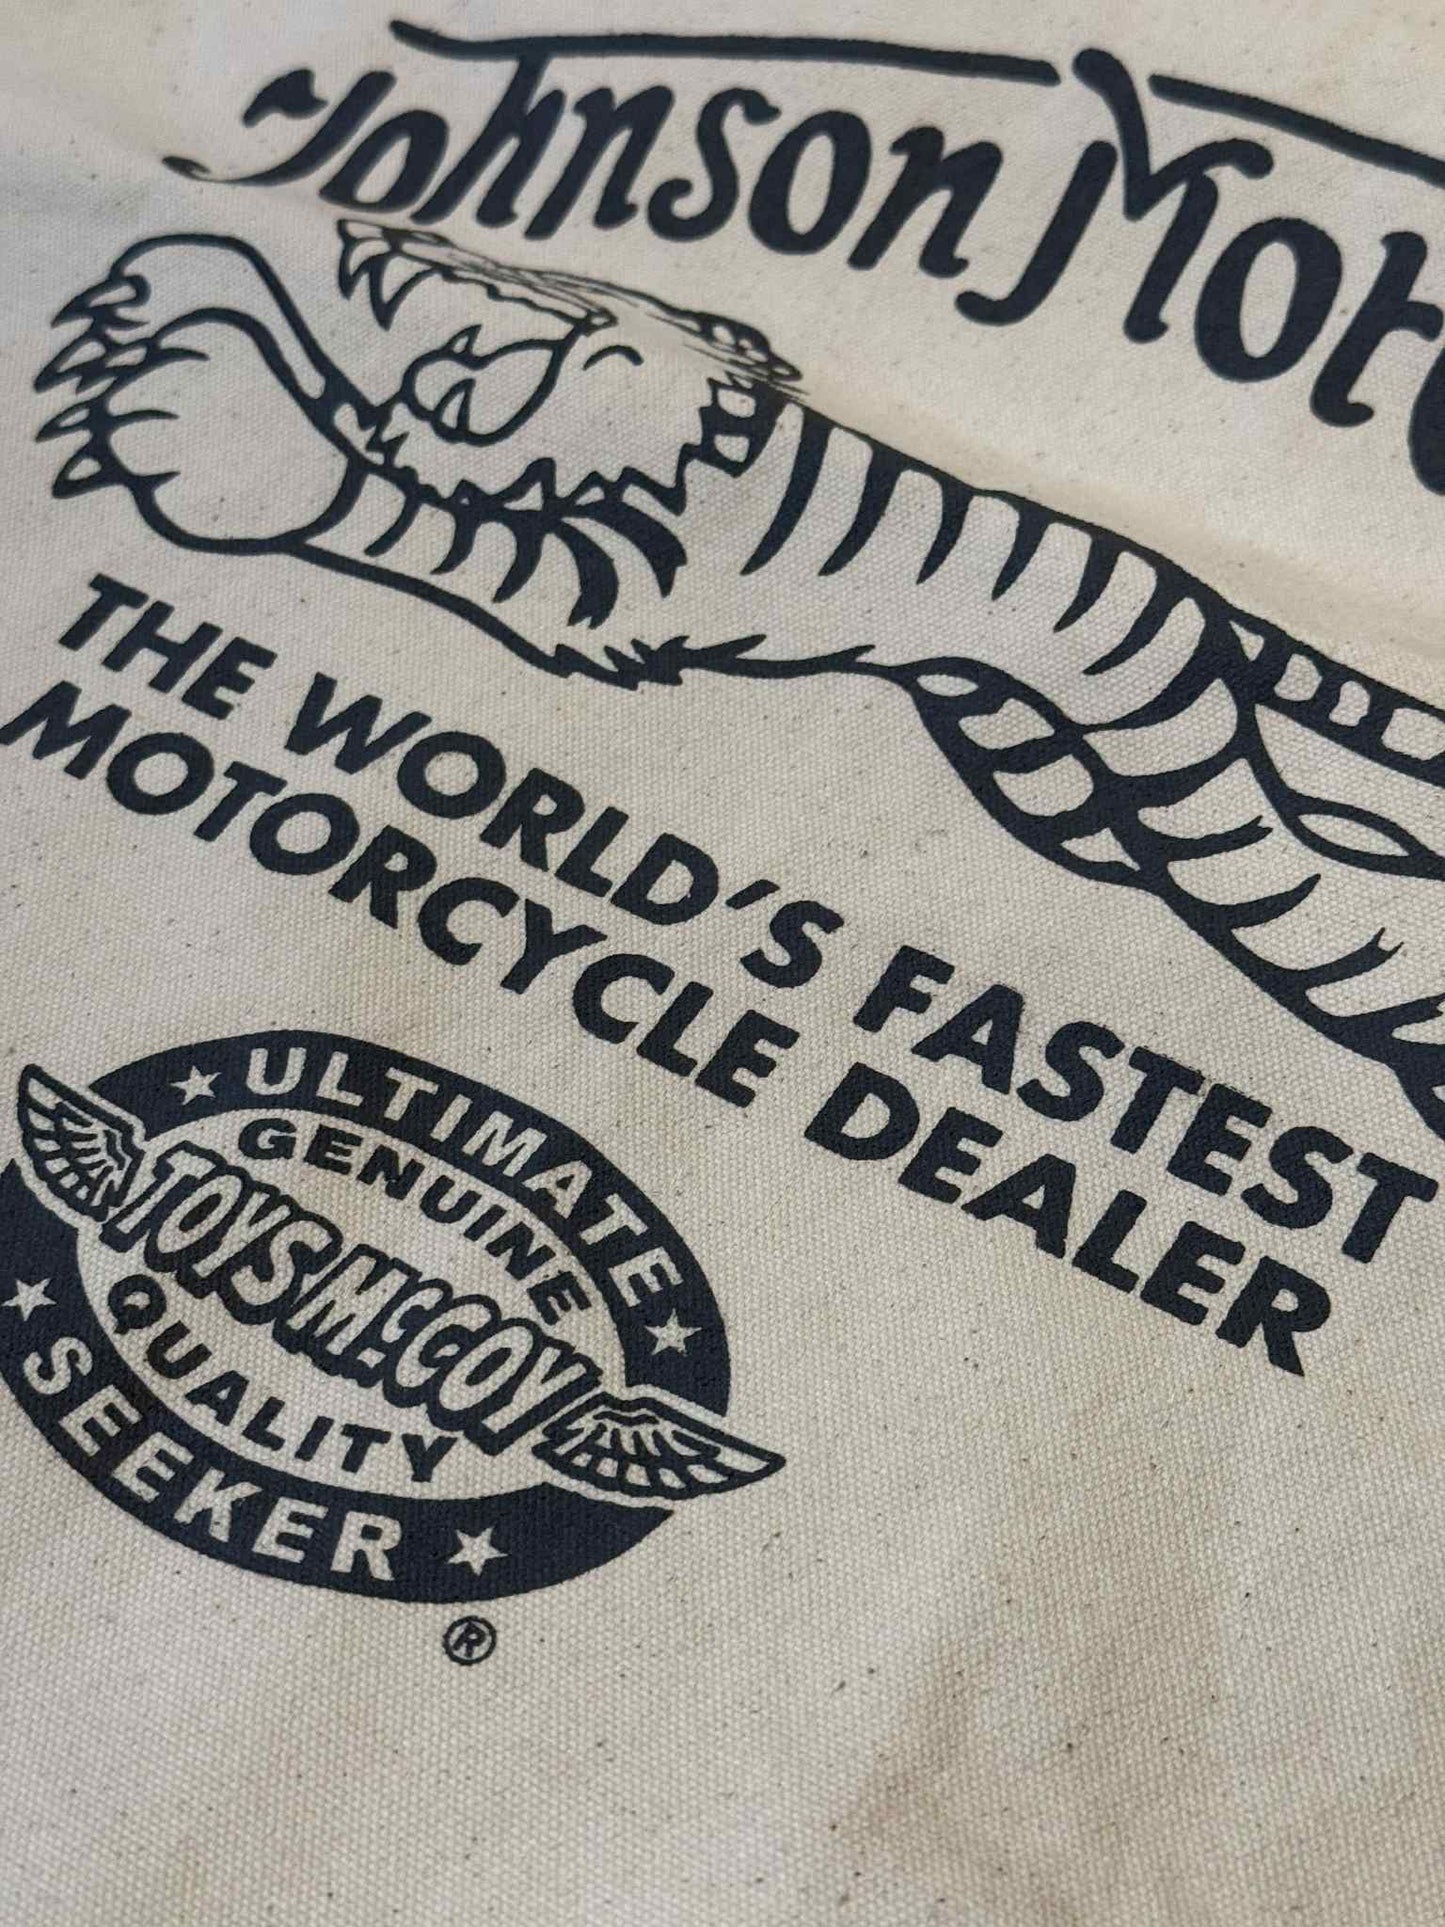 Johnson Mot
THE WORLD'S FASTEST
MOTORCYCLE DEALER
ULTIMATE
GENUINE
TOYS McCOY
QUALITY
SEEKER
®